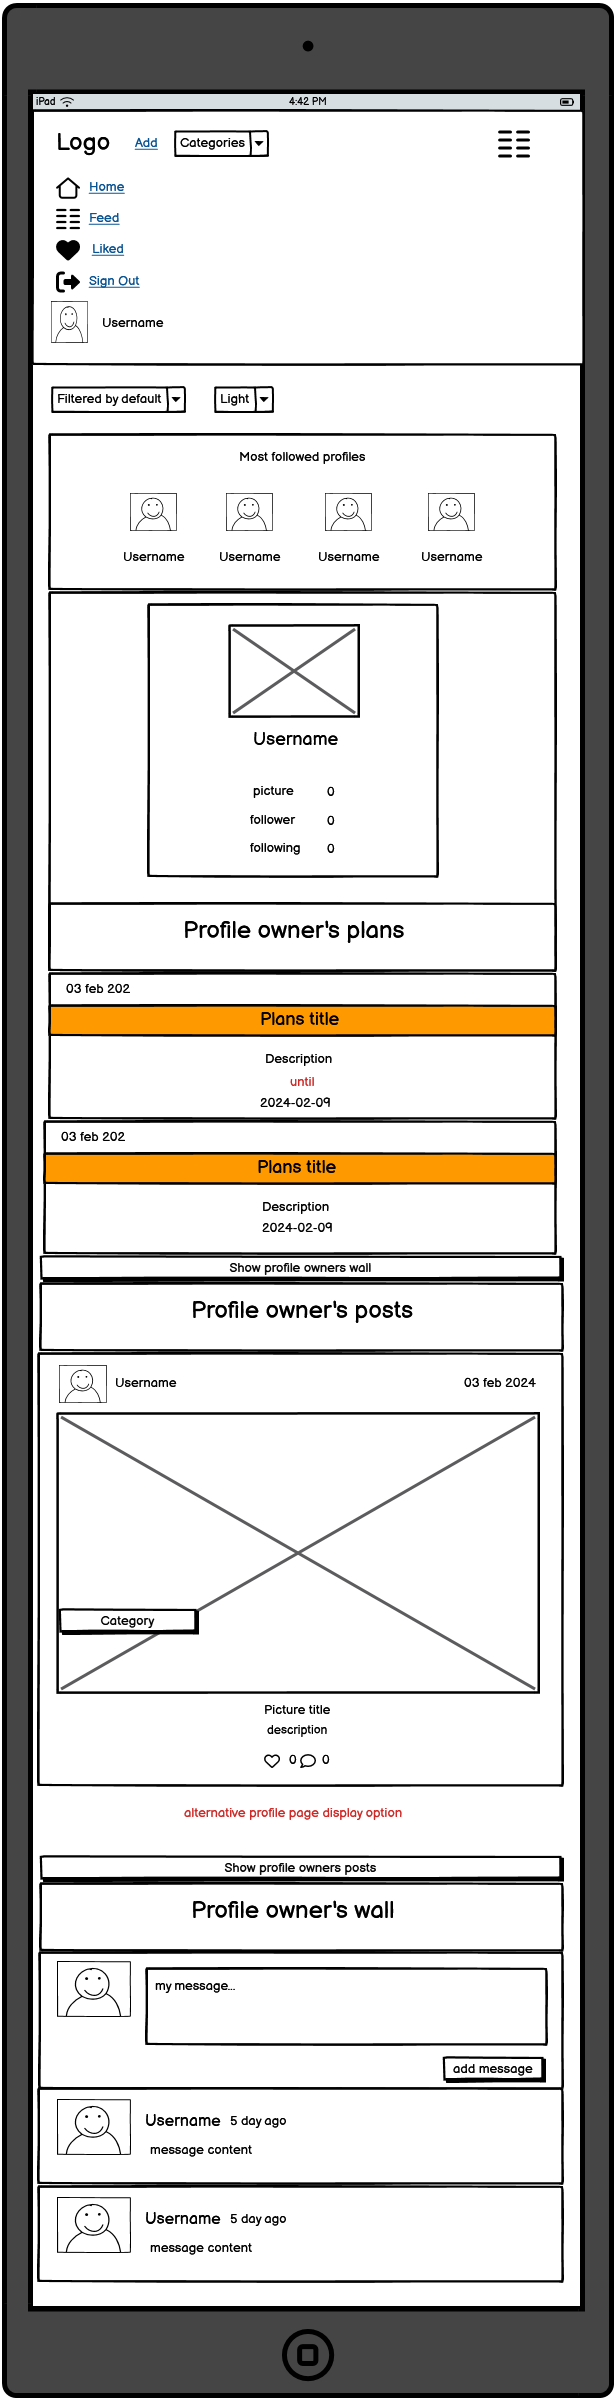 iPad 4:42 PM
Logo Add Categories
Home
Feed
Liked
Sign Out
Username
Filtered by default Light
Most followed profiles
Username Username Username Username
Username
picture 0
follower 0
following 0
Profile owner's plans
03 feb 202
Plans title
Description
until
2024-02-09
03 feb 202
Plans title
Description
2024-02-09
Show profile owners wall
Profile owner's posts
Username 03 feb 2024
Category
Picture title
description
0 0
alternative profile page display option
Show profile owners posts
Profile owner's wall
my message...
add message
Username 5 day ago
message content
Username 5 day ago
message content